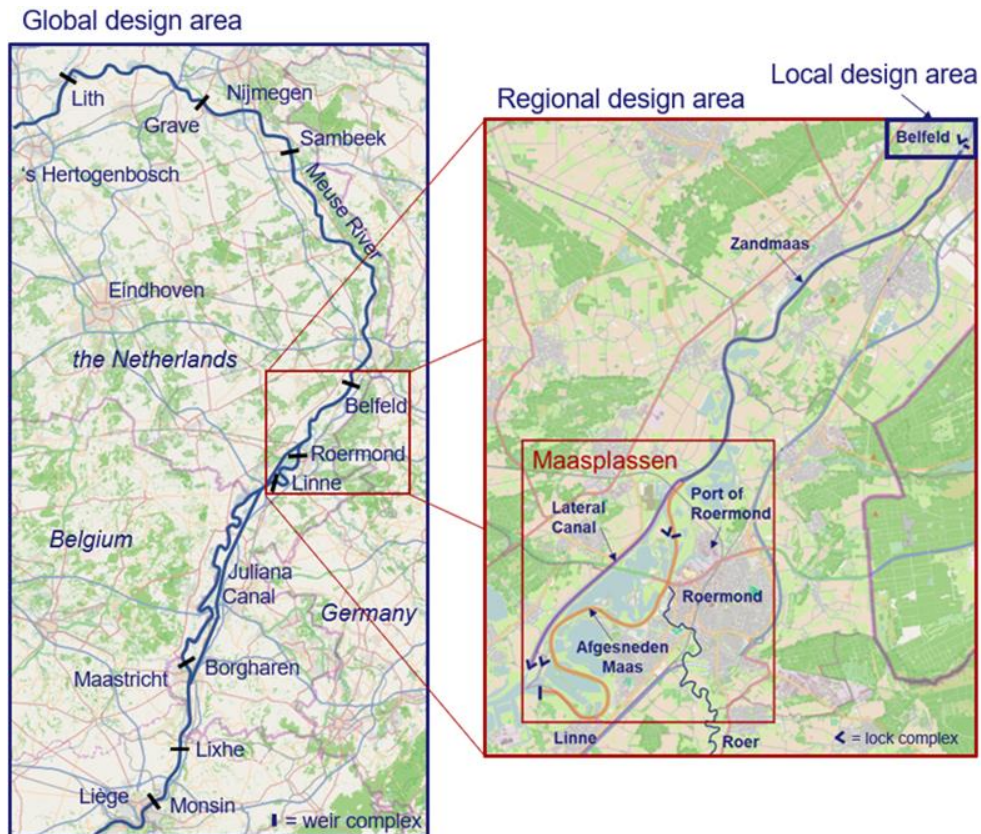 Global design area
Lith
Nijmegen
Grave
Sambeek
's Hertogenbosch
Meuse River
Eindhoven
the Netherlands
Belfeld
Roermond
Linne
Belgium
Juliana
Canal
Germany
Maastricht
Borgharen
Lixhe
Liège
Monsin
= weir complex
Regional design area
Local design area
Belfeld
Zandmaas
Maasplassen
Lateral
Canal
Port of
Roermond
Roermond
Afgesneden
Maas
Linne
Roer
= lock complex